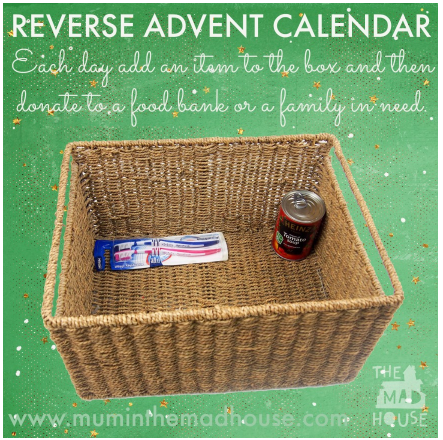 REVERSE ADVENT CALENDAR
Each day add an item to the box and then
donate to a food bank or a family in need.
HEINZ
Tomato
THE
MAD
HOUSE
www.muminthemadhouse.com